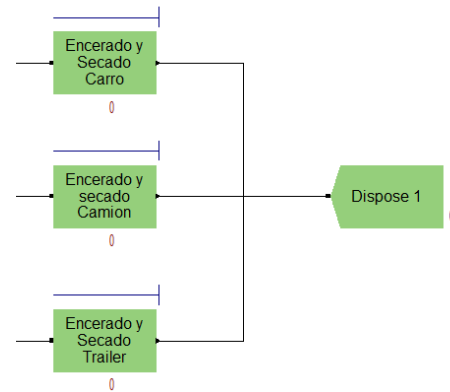 Encerado y
Secado
Carro
0
Encerado y
secado
Camion
0
Dispose 1
Encerado y
Secado
Trailer
0